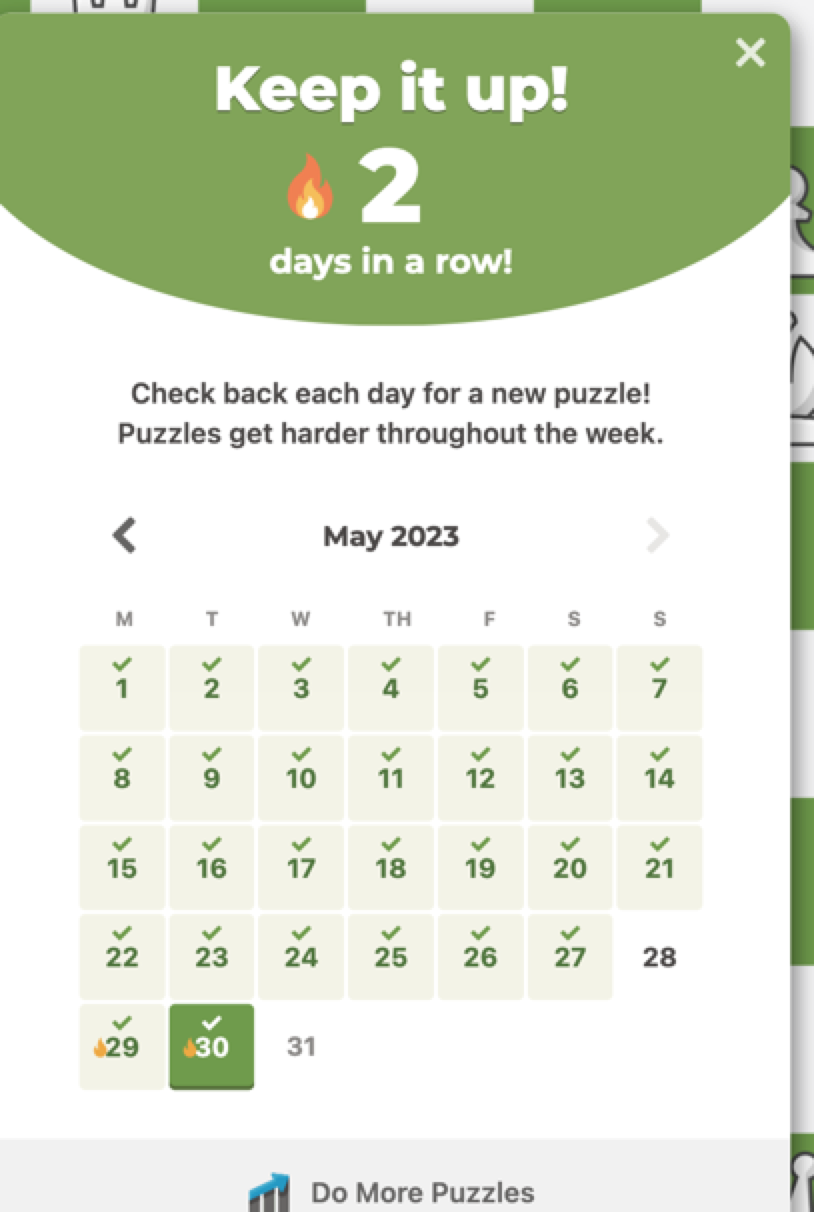 Keep it up!
2
days in a row!
Check back each day for a new puzzle!
Puzzles get harder throughout the week.
May 2023
M T W TH F S S
1 2 3 4 5 6 7
8 9 10 11 12 13 14
15 16 17 18 19 20 21
22 23 24 25 26 27 28
29 30 31
Do More Puzzles